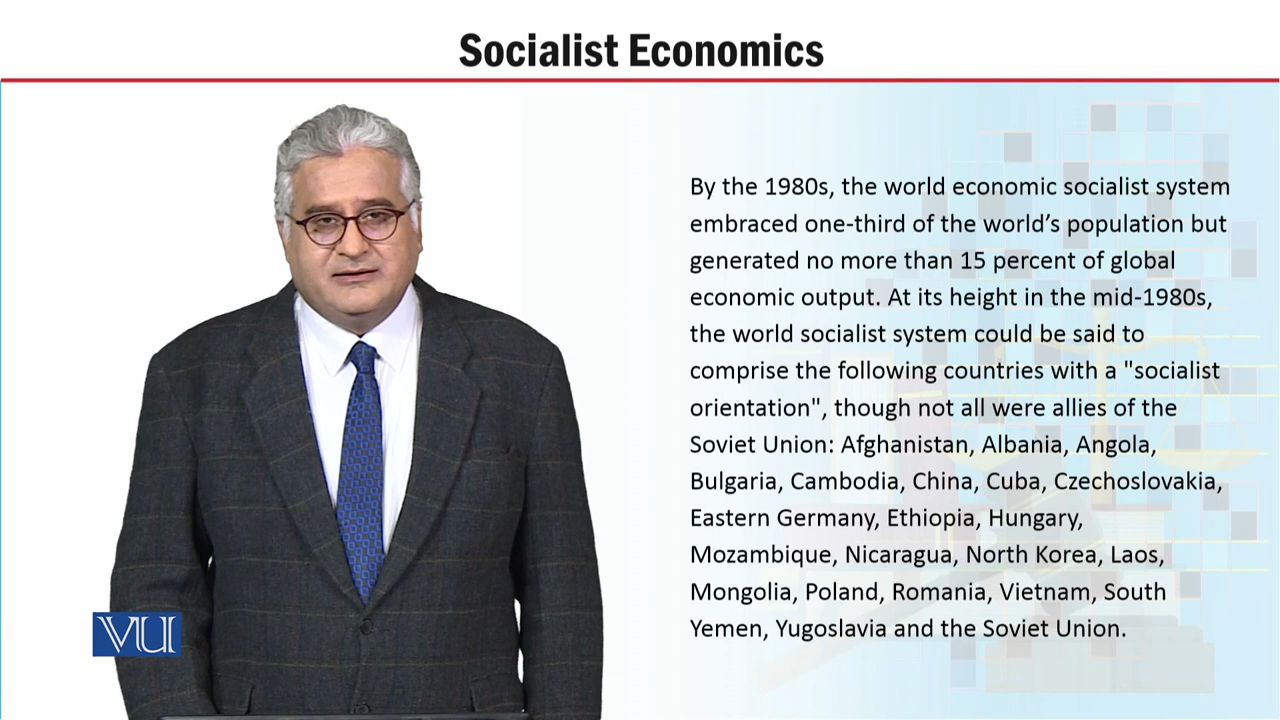 Socialist Economics
By the 1980s, the world economic socialist system
embraced one-third of the world’s population but
generated no more than 15 percent of global
economic output. At its height in the mid-1980s,
the world socialist system could be said to
comprise the following countries with a "socialist
orientation", though not all were allies of the
Soviet Union: Afghanistan, Albania, Angola,
Bulgaria, Cambodia, China, Cuba, Czechoslovakia,
Eastern Germany, Ethiopia, Hungary,
Mozambique, Nicaragua, North Korea, Laos,
Mongolia, Poland, Romania, Vietnam, South
Yemen, Yugoslavia and the Soviet Union.
VU